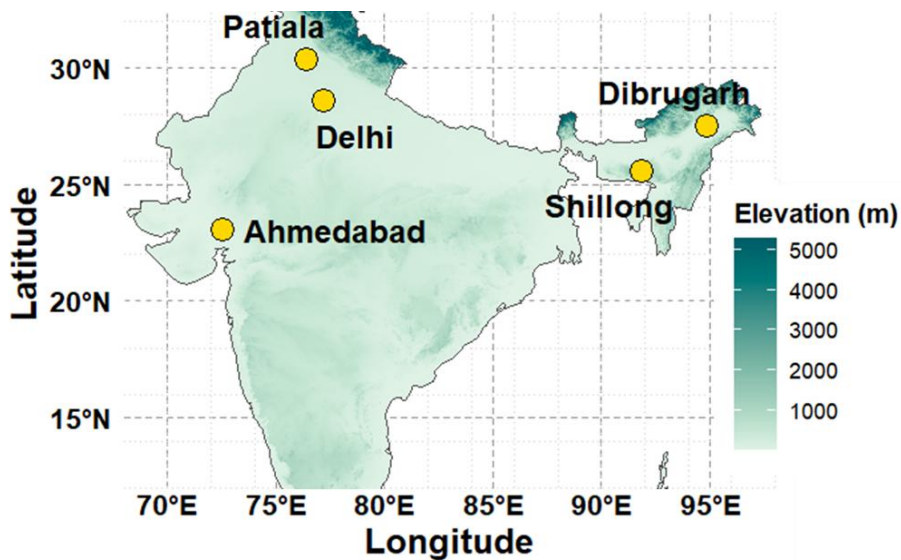 Patiala
30°N
Dibrugarh
Delhi
25°N
Shillong
Elevation (m)
Ahmedabad
5000
4000
20°N
3000
2000
15°N
1000
70°E 75°E 80°E 85°E 90°E 95°E
Longitude
Latitude